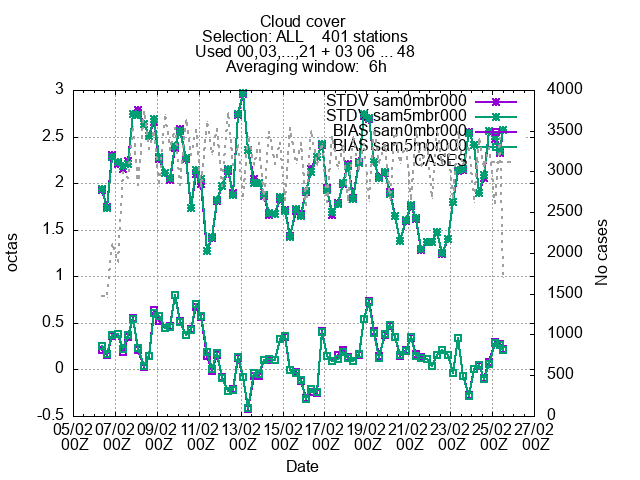 Cloud cover
Selection: ALL 401 stations
Used 00,03,...,21 + 03 06 ... 48
Averaging window: 6h
STDV sam0mbr000
STDV sam5mbr000
BIAS sam0mbr000
BIAS sam5mbr000
CASES
3
2.5
2
1.5
1
0.5
0
-0.5
octas
4000
3500
3000
2500
2000
1500
1000
500
0
No cases
05/02 07/02 09/02 11/02 13/02 15/02 17/02 19/02 21/02 23/02 25/02 27/02
00Z 00Z 00Z 00Z 00Z 00Z 00Z 00Z 00Z 00Z 00Z 00Z
Date